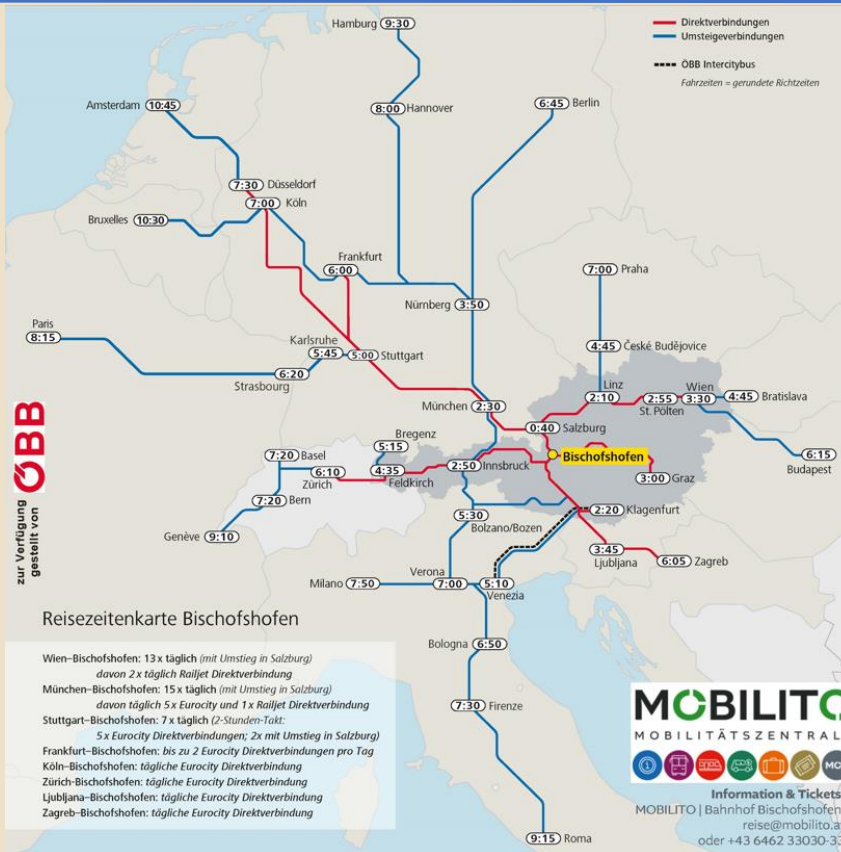 Hamburg 9:30
Direktverbindungen
Umsteigeverbindungen
ÖBB Intercitybus
Fahrzeiten = gerundete Richtzeiten
Amsterdam 10:45
8:00 Hannover
6:45 Berlin
7:30 Düsseldorf
7:00 Köln
Bruxelles 10:30
Frankfurt
6:00
7:00 Praha
Nürnberg 3:50
Paris
8:15
Karlsruhe
5:45
5:00 Stuttgart
6:20
Strasbourg
4:45 České Budějovice
Linz
2:10
2:55
St. Pölten
Wien
3:30
4:45 Bratislava
München 2:30
0:40 Salzburg
Bischofshofen
6:15
Budapest
3:00 Graz
Bregenz
5:15
7:20 Basel
6:10
Zürich
4:35
Feldkirch
2:50 Innsbruck
7:20
Bern
Genève 9:10
5:30
Bolzano/Bozen
2:20 Klagenfurt
3:45
Ljubljana
6:05 Zagreb
Verona
Milano 7:50
7:00
5:10
Venezia
Bologna 6:50
7:30 Firenze
9:15 Roma
zur Verfügung
gestellt von
ÖBB
Reisezeitenkarte Bischofshofen
Wien–Bischofshofen: 13 x täglich (mit Umstieg in Salzburg)
davon 2 x täglich Railjet Direktverbindung
München–Bischofshofen: 15 x täglich (mit Umstieg in Salzburg)
davon täglich 5 x Eurocity und 1 x Railjet Direktverbindung
Stuttgart–Bischofshofen: 7 x täglich (2-Stunden-Takt:
5 x Eurocity Direktverbindungen; 2x mit Umstieg in Salzburg)
Frankfurt–Bischofshofen: bis zu 2 Eurocity Direktverbindungen pro Tag
Köln–Bischofshofen: tägliche Eurocity Direktverbindung
Zürich-Bischofshofen: tägliche Eurocity Direktverbindung
Ljubljana–Bischofshofen: tägliche Eurocity Direktverbindung
Zagreb–Bischofshofen: tägliche Eurocity Direktverbindung
MOBILITO
MOBILITÄTSZENTRAL
MO
Information & Tickets
MOBILITO | Bahnhof Bischofshofen
reise@mobilito.a
oder +43 6462 33030-3